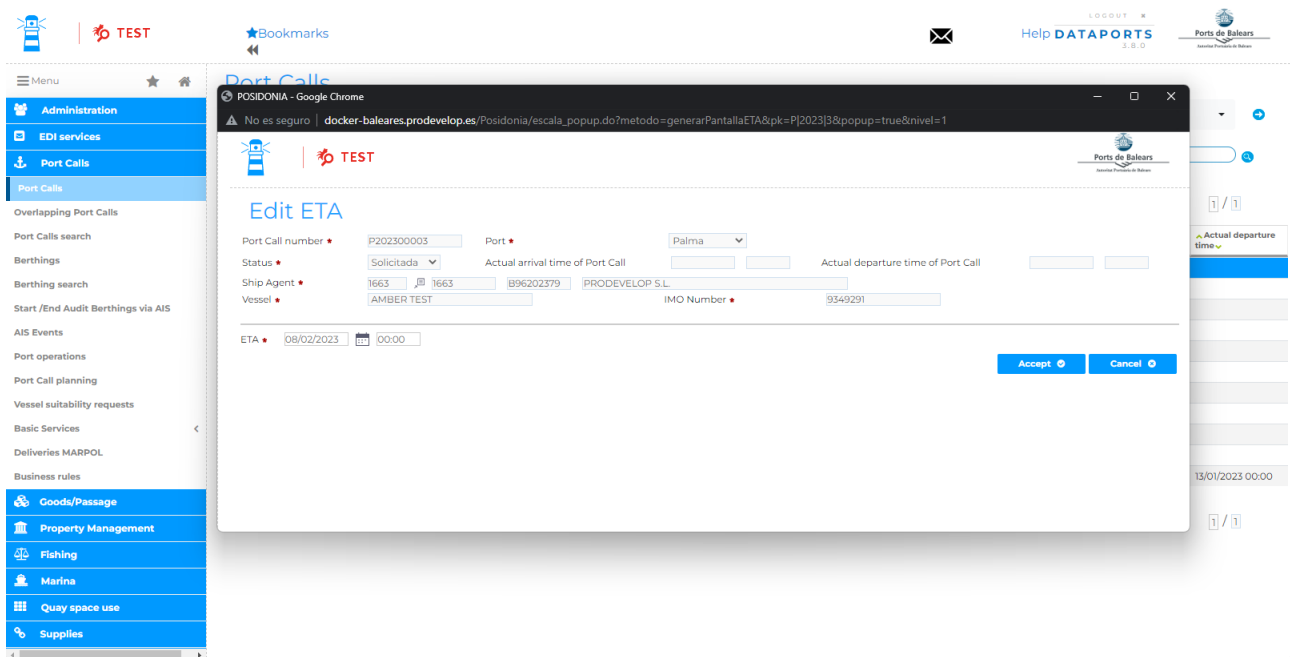 TEST
Bookmarks
LOGOUT ×
Help DATAPORTS
3.8.0
Ports de Balears
Autoritat Portuària de Balears
Menu
Port Calls
Administration
EDI services
Port Calls
Port Calls
Overlapping Port Calls
Port Calls search
Berthings
Berthing search
Start /End Audit Berthings via AIS
AIS Events
Port operations
Port Call planning
Vessel suitability requests
Basic Services
Deliveries MARPOL
Business rules
Goods/Passage
Property Management
Fishing
Marina
Quay space use
Supplies
POSIDONIA - Google Chrome
No es seguro | docker-baleares.prodevelop.es/Posidonia/escala_popup.do?metodo=generarPantallaETA&pk=P|2023|3&popup=true&nivel=1
TEST
Ports de Balears
Autoritat Portuària de Balears
Edit ETA
Port Call number P202300003 Port Palma
Status Solicitada Actual arrival time of Port Call Actual departure time of Port Call
Ship Agent 1663 1663 B96202379 PRODEVELOP S.L.
Vessel AMBER TEST IMO Number 9349291
ETA 08/02/2023 00:00
Accept Cancel
1 / 1
Actual departure
time
13/01/2023 00:00
1 / 1